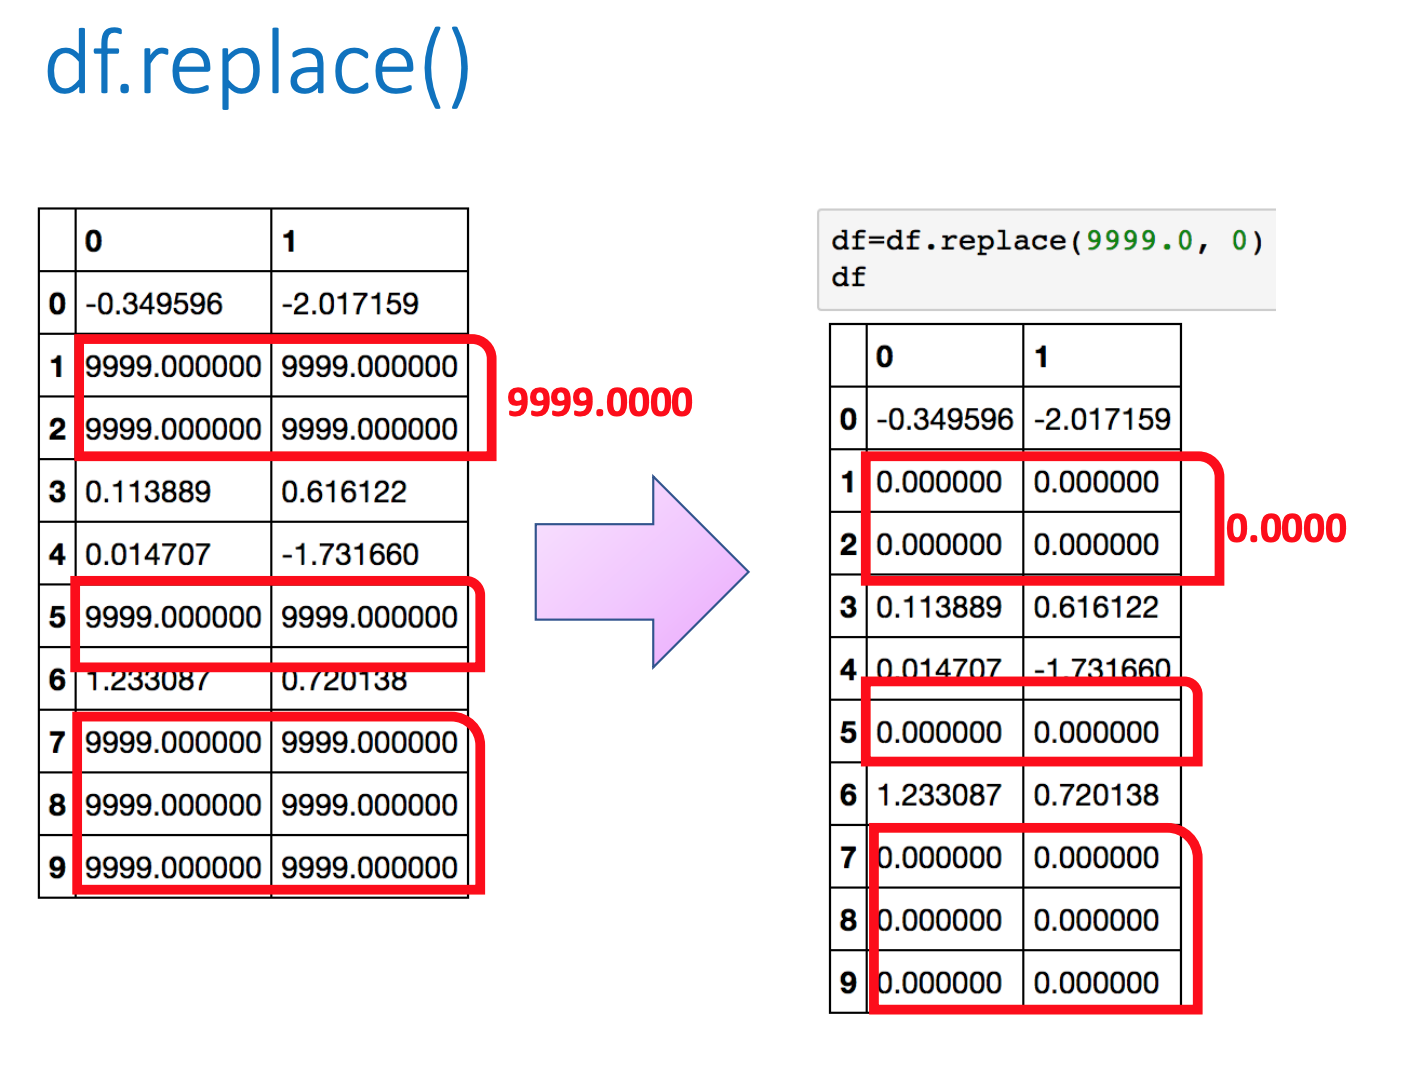 df.replace()
0 1
0 -0.349596 -2.017159
1 9999.000000 9999.000000
2 9999.000000 9999.000000
3 0.113889 0.616122
4 0.014707 -1.731660
5 9999.000000 9999.000000
6 1.233087 0.720138
7 9999.000000 9999.000000
8 9999.000000 9999.000000
9 9999.000000 9999.000000
9999.0000
df=df.replace(9999.0, 0)
df
0 1
0 -0.349596 -2.017159
1 0.000000 0.000000
2 0.000000 0.000000
3 0.113889 0.616122
4 0.014707 -1.731660
5 0.000000 0.000000
6 1.233087 0.720138
7 0.000000 0.000000
8 0.000000 0.000000
9 0.000000 0.000000
0.0000